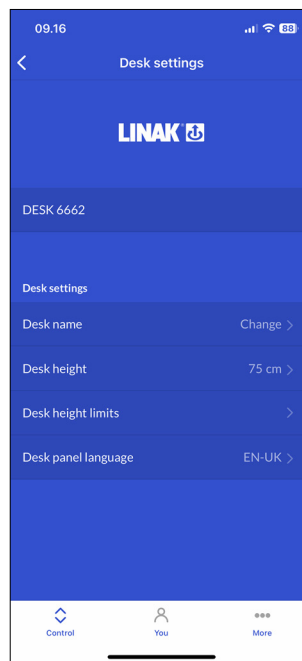 09.16
88
Desk settings
LINAK
DESK 6662
Desk settings
Desk name Change
Desk height 75 cm
Desk height limits
Desk panel language EN-UK
Control You More